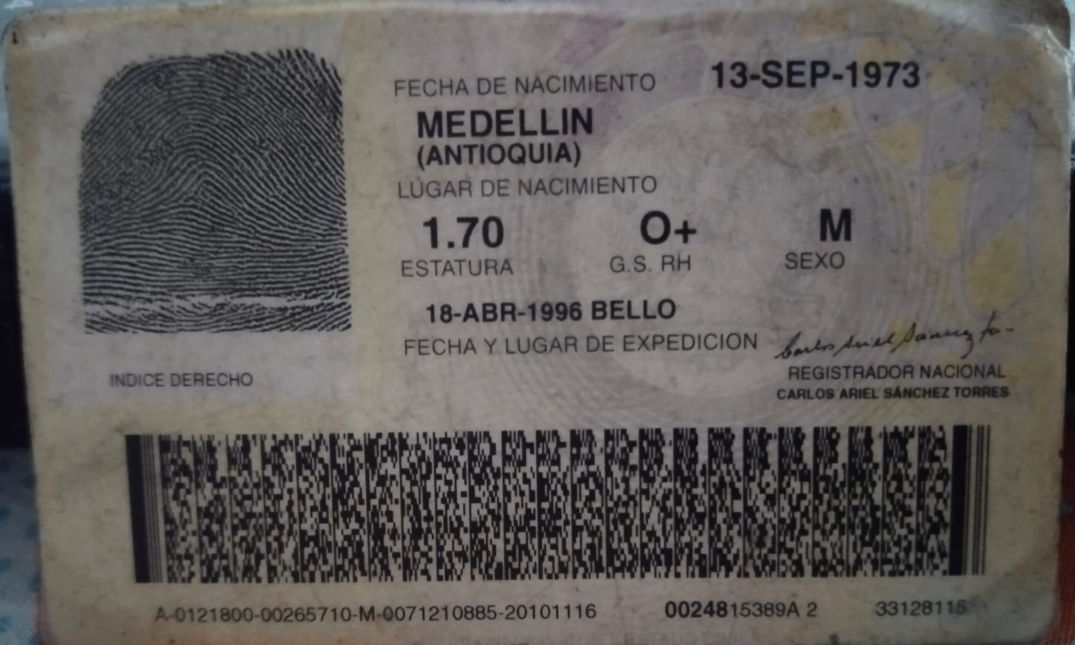 FECHA DE NACIMIENTO 13-SEP-1973
MEDELLIN
(ANTIOQUIA)
LUGAR DE NACIMIENTO
1.70 O+ M
ESTATURA G.S. RH SEXO
18-ABR-1996 BELLO
FECHA Y LUGAR DE EXPEDICION
INDICE DERECHO
REGISTRADOR NACIONAL
CARLOS ARIEL SÁNCHEZ TORRES
A-0121800-00265710-M-0071210885-20101116 0024815389A 2